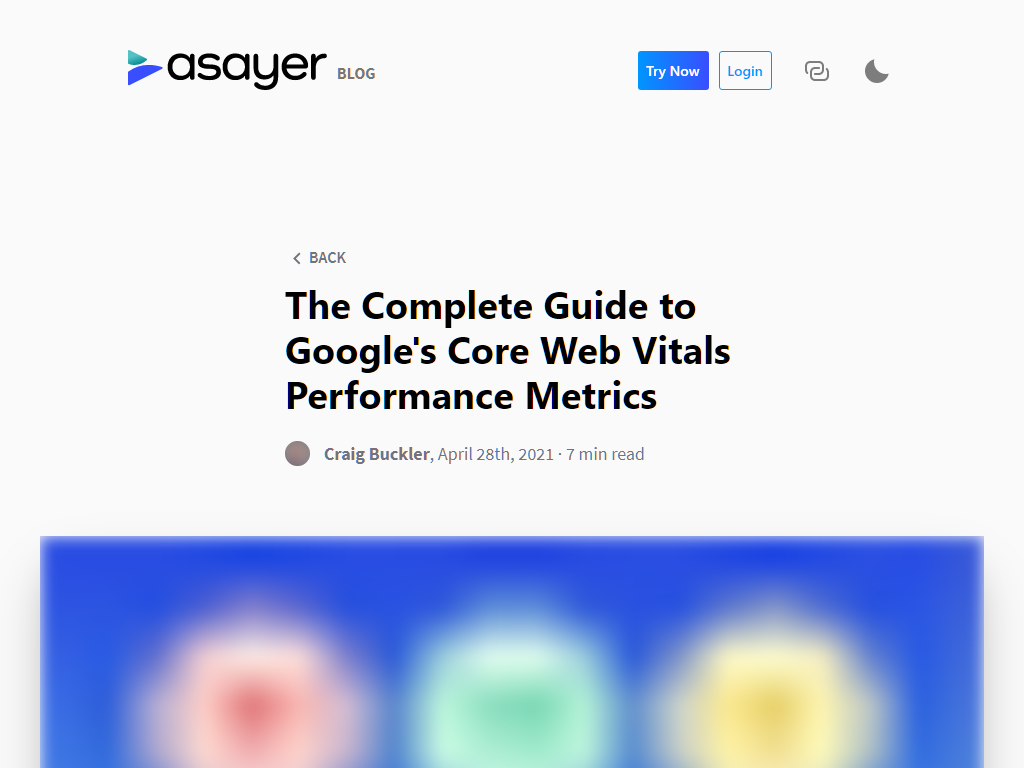 asayer BLOG
Try Now
Login
BACK
The Complete Guide to
Google's Core Web Vitals
Performance Metrics
Craig Buckler, April 28th, 2021 · 7 min read